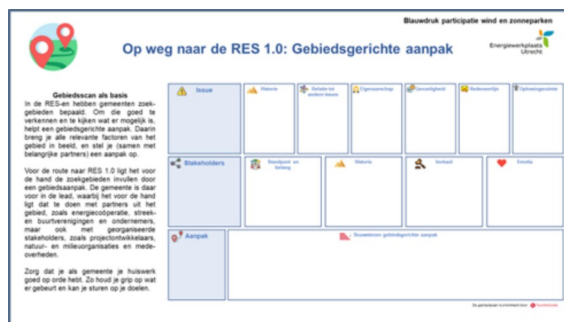 Blauwdruk participatie wind en zonneparken
Energiewerkplaats
Utrecht
Op weg naar de RES 1.0: Gebiedsgerichte aanpak
Gebiedsscan als basis
In de RES-en hebben gemeenten zoek-
gebieden bepaald. Om die goed te
verkennen en te kijken wat er mogelijk is,
helpt een gebiedsgerichte aanpak. Daarin
breng je alle relevante factoren van het
gebied in beeld, en stel je (samen met
belangrijke partners) een aanpak op.
Voor de route naar RES 1.0 ligt het voor
de hand de zoekgebieden invullen door
een gebiedsaanpak. De gemeente is daar
voor in de lead, waarbij het voor de hand
ligt dat te doen met partners uit het
gebied, zoals energiecoöperatie, streek-
en buurtverenigingen en ondernemers,
maar ook met georganiseerde
stakeholders, zoals projectontwikkelaars,
natuur- en milieuorganisaties en mede-
overheden.
Zorg dat je als gemeente je huiswerk
goed op orde hebt. Zo houd je grip op wat
er gebeurt en kan je sturen op je doelen.
Issue
Historie
Relatie tot
andere issues
Eigenaarschap
Gevoeligheid
Redeneerlijn
Oplossingsruimte
Stakeholders
Standpunt en
belang
Historie
Verhaal
Emotie
Aanpak
Bouwstenen gebiedsgerichte aanpak